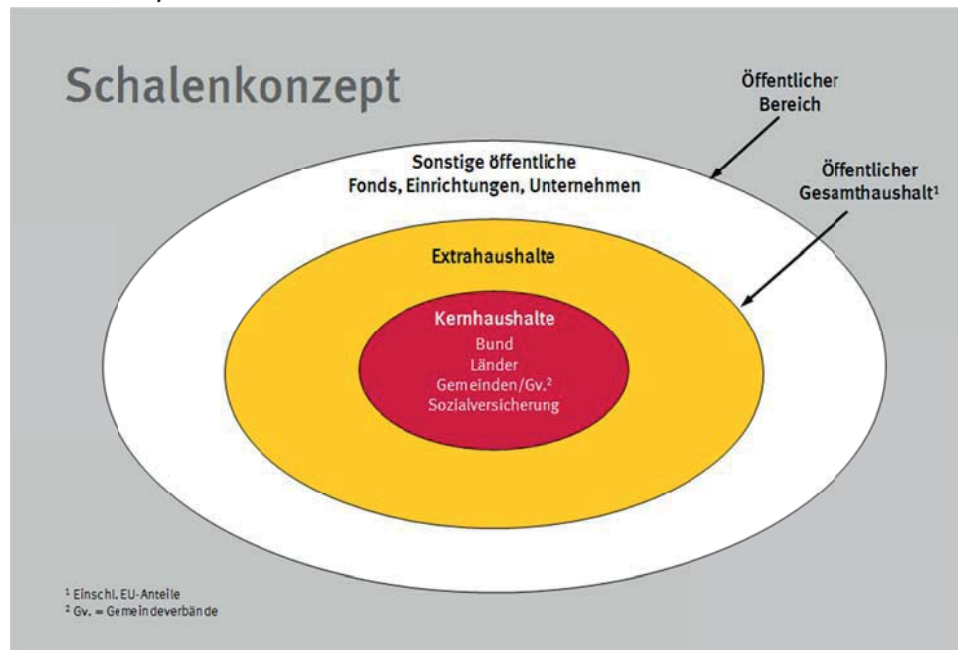 Schalenkonzept
Öffentlicher
Bereich
Öffentlicher
Gesamthaushalt¹
Sonstige öffentliche
Fonds, Einrichtungen, Unternehmen
Extrahaushalte
Kernhaushalte
Bund
Länder
Gemeinden/Gv.²
Sozialversicherung
¹ Einschl. EU-Anteile
² Gv. = Gemeindeverbände